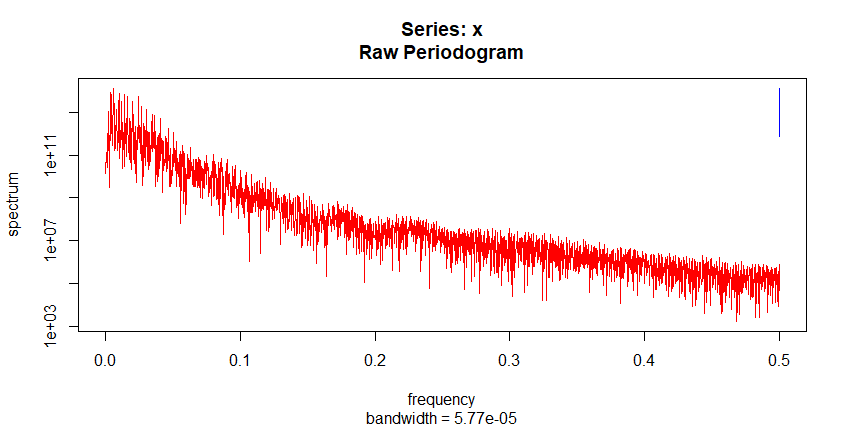 Series: x
Raw Periodogram
spectrum
1e+11
1e+07
1e+03
0.0 0.1 0.2 0.3 0.4 0.5
frequency
bandwidth = 5.77e-05